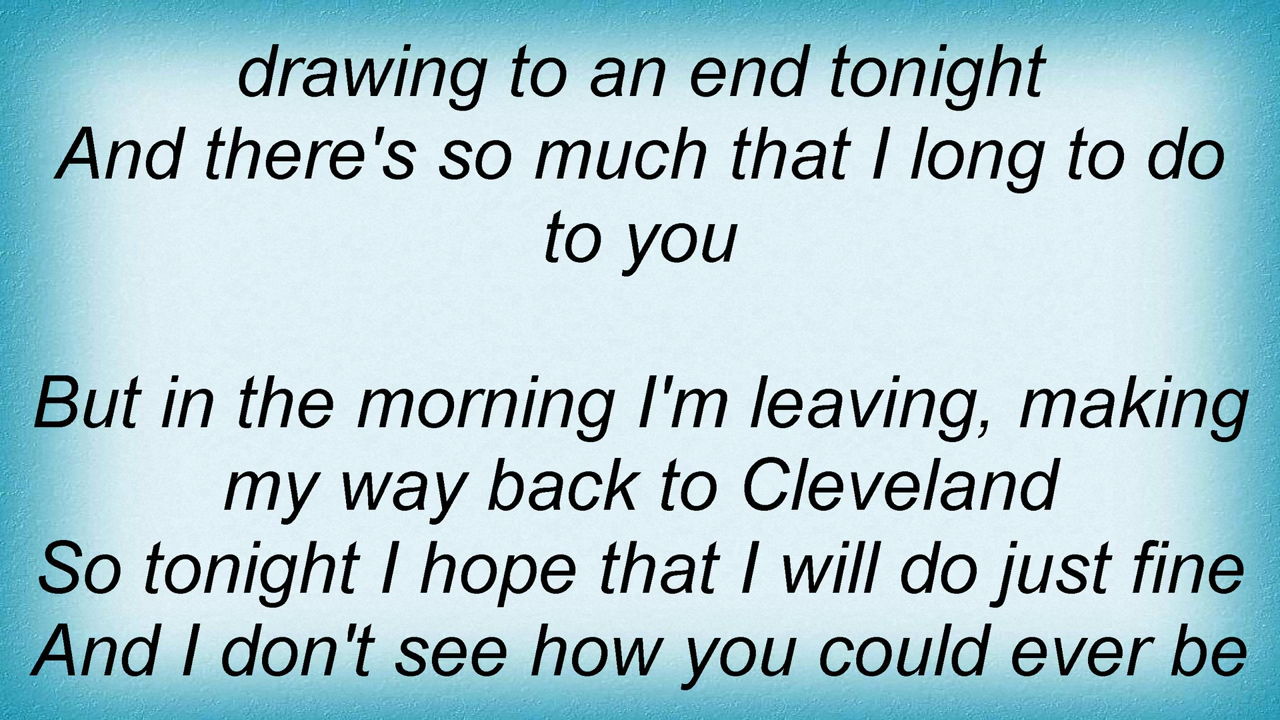 drawing to an end tonight
And there's so much that I long to do
to you
But in the morning I'm leaving, making
my way back to Cleveland
So tonight I hope that I will do just fine
And I don't see how you could ever be